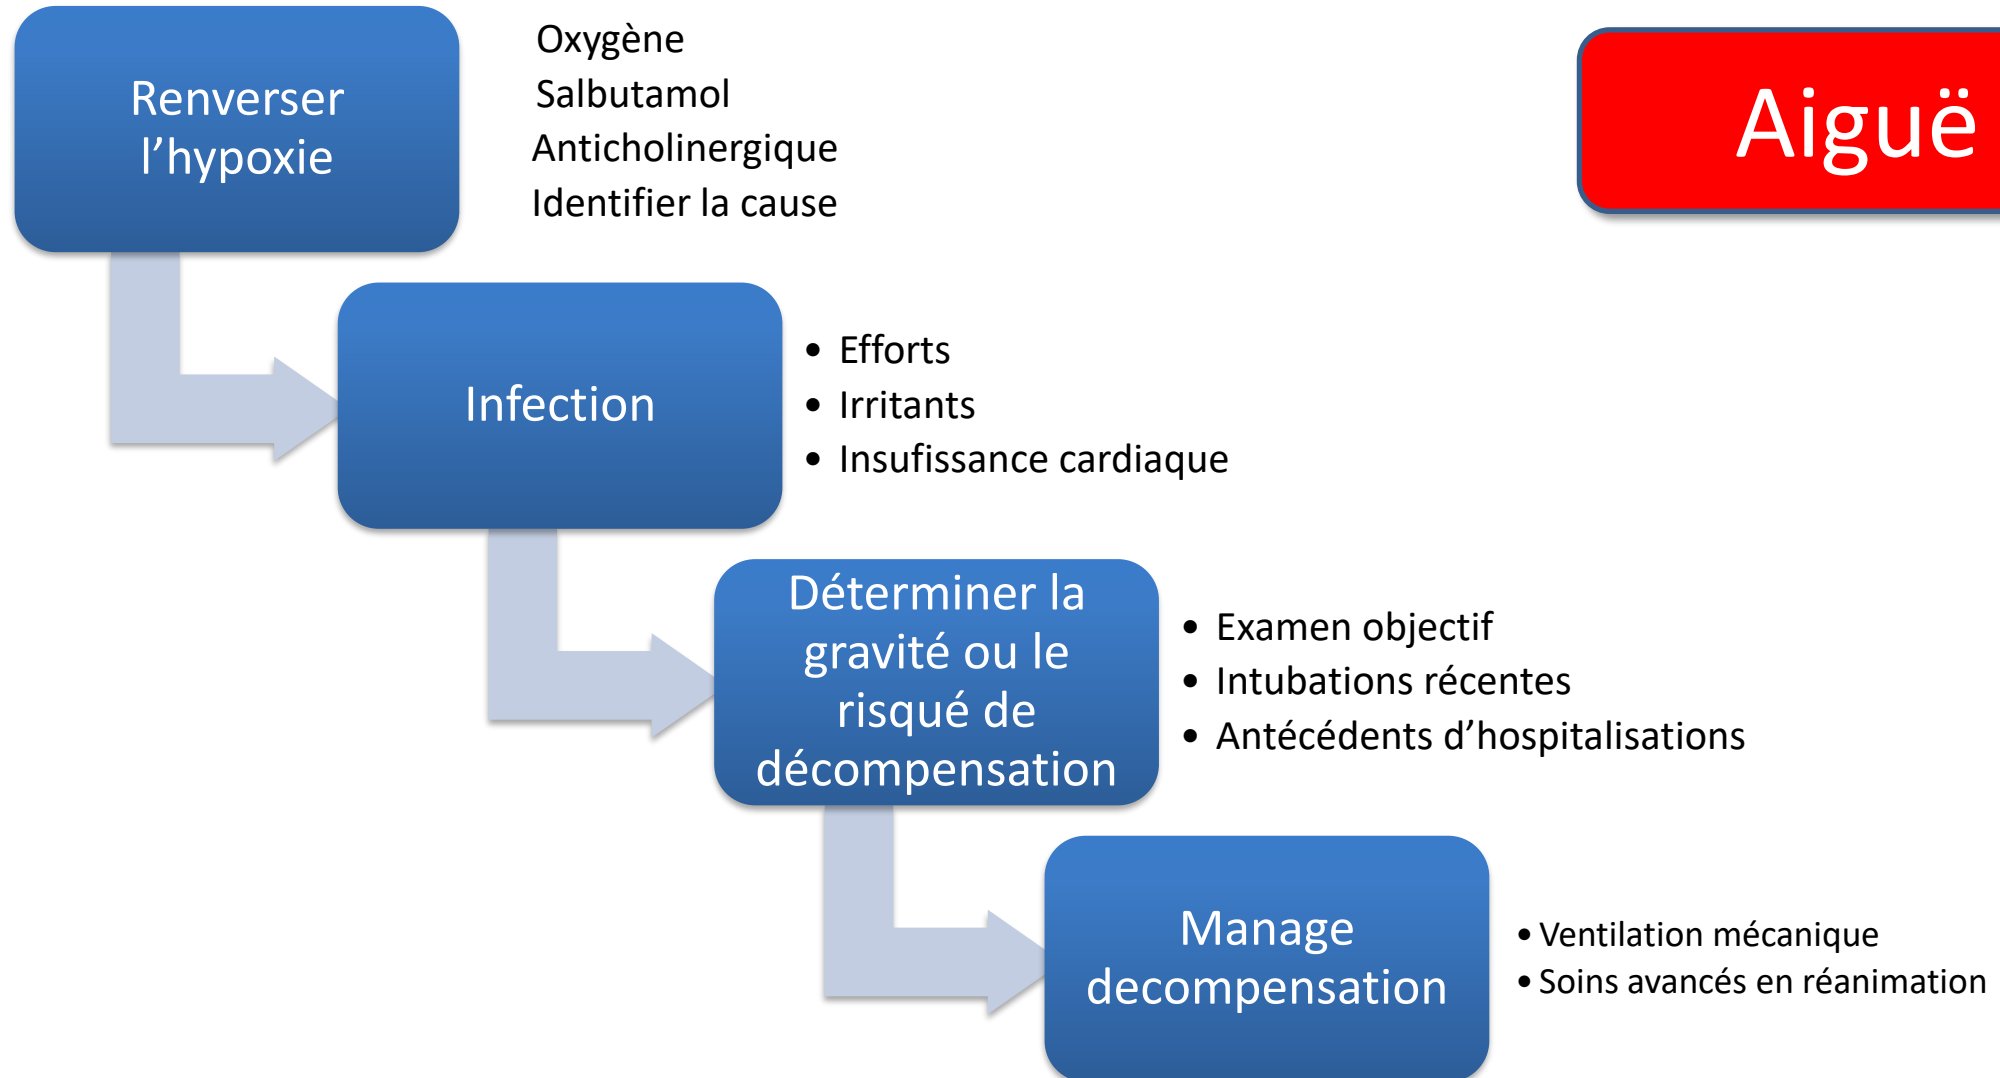 Renverser
l’hypoxie
Oxygène
Salbutamol
Anticholinergique
Identifier la cause
Aiguë
Infection
• Efforts
• Irritants
• Insufissance cardiaque
Déterminer la
gravité ou le
risqué de
décompensation
• Examen objectif
• Intubations récentes
• Antécédents d’hospitalisations
Manage
decompensation
• Ventilation mécanique
• Soins avancés en réanimation